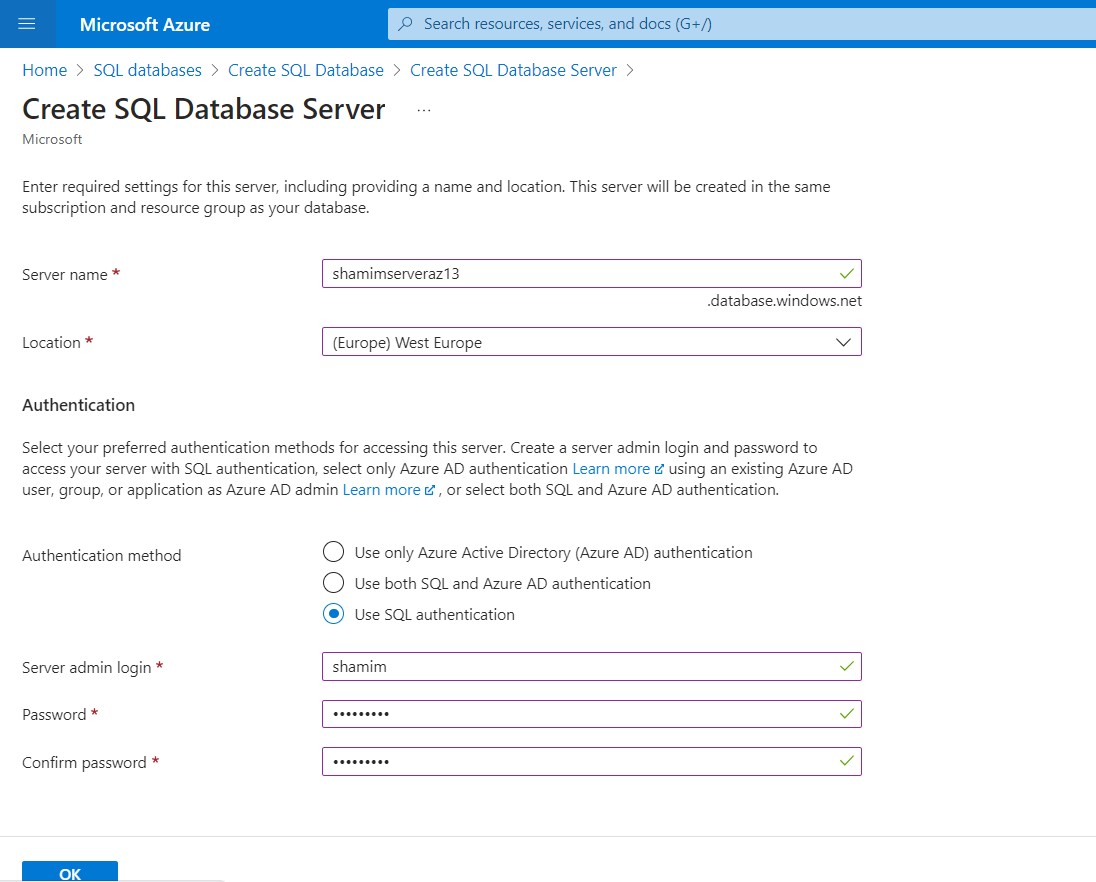 Microsoft Azure
Search resources, services, and docs (G+/)
Home > SQL databases > Create SQL Database > Create SQL Database Server >
Create SQL Database Server ...
Microsoft
Enter required settings for this server, including providing a name and location. This server will be created in the same
subscription and resource group as your database.
Server name *
shamimserveraz13
.database.windows.net
Location *
(Europe) West Europe
Authentication
Select your preferred authentication methods for accessing this server. Create a server admin login and password to
access your server with SQL authentication, select only Azure AD authentication Learn more using an existing Azure AD
user, group, or application as Azure AD admin Learn more , or select both SQL and Azure AD authentication.
Authentication method
Use only Azure Active Directory (Azure AD) authentication
Use both SQL and Azure AD authentication
Use SQL authentication
Server admin login *
shamim
Password *
•••••••••
Confirm password *
•••••••••
OK